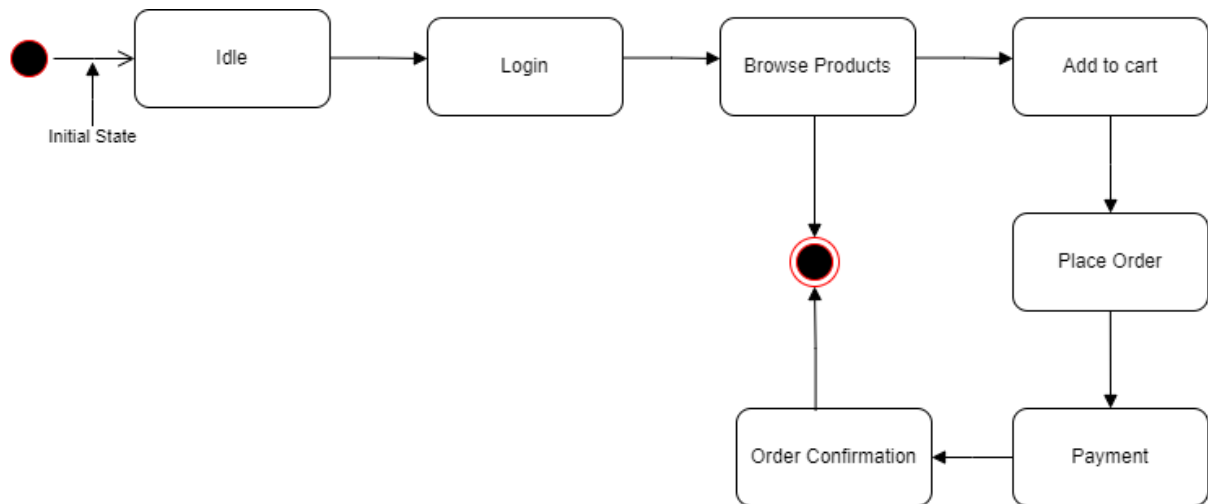 Idle
Login
Browse Products
Add to cart
Initial State
Place Order
Order Confirmation
Payment